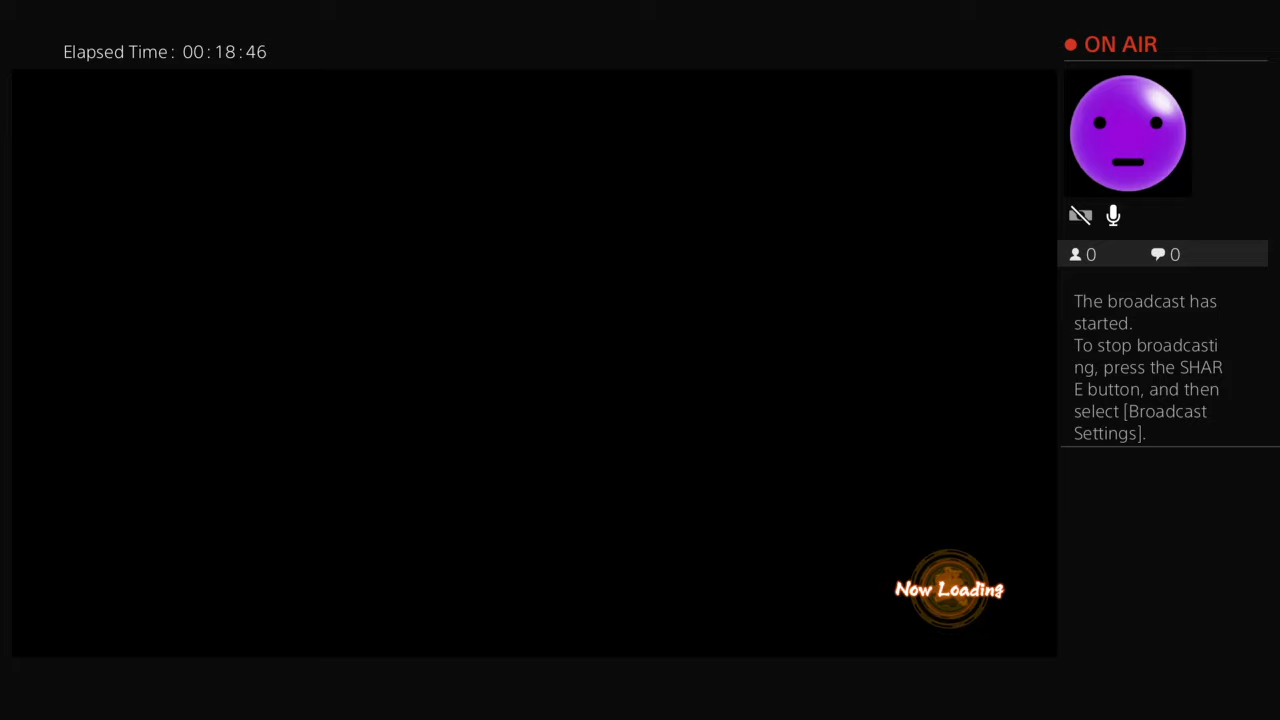 Elapsed Time: 00:18:46
ON AIR
0 0
The broadcast has
started.
To stop broadcasti
ng, press the SHAR
E button, and then
select [Broadcast
Settings].
Now Loading